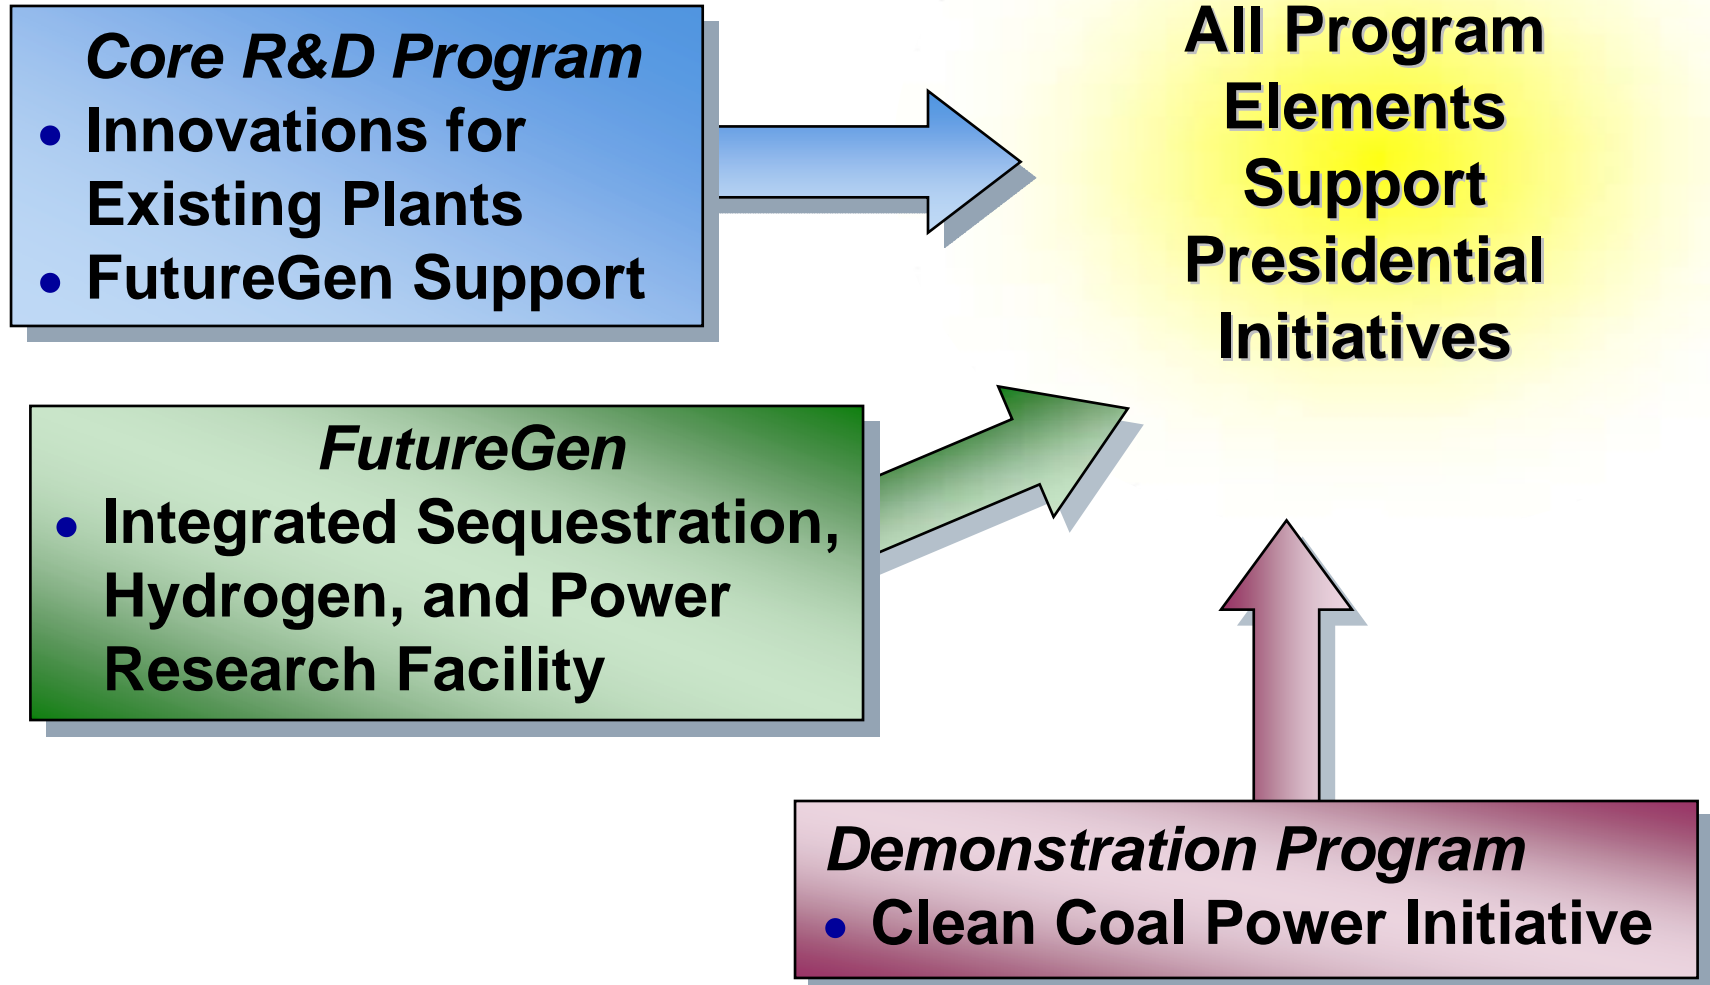 Core R&D Program
• Innovations for
Existing Plants
• FutureGen Support
All Program
Elements
Support
Presidential
Initiatives
FutureGen
• Integrated Sequestration,
Hydrogen, and Power
Research Facility
Demonstration Program
• Clean Coal Power Initiative